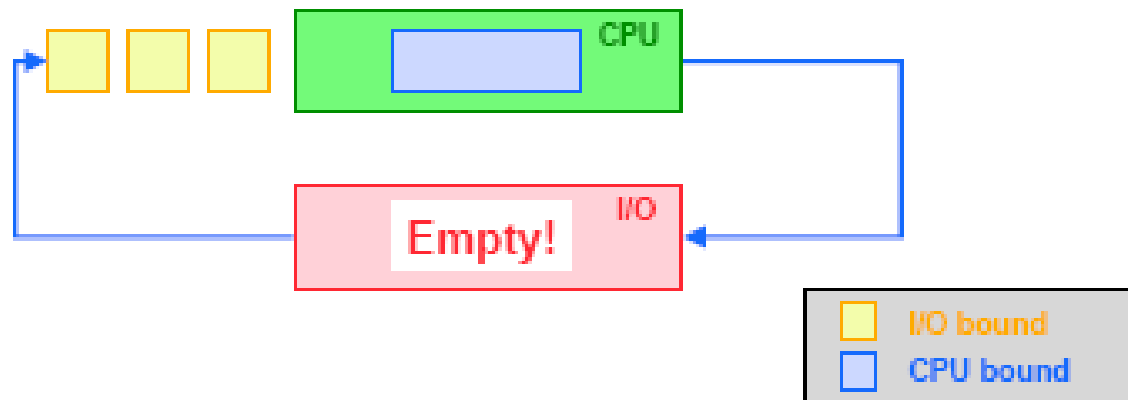 CPU
I/O
Empty!
I/O bound
CPU bound